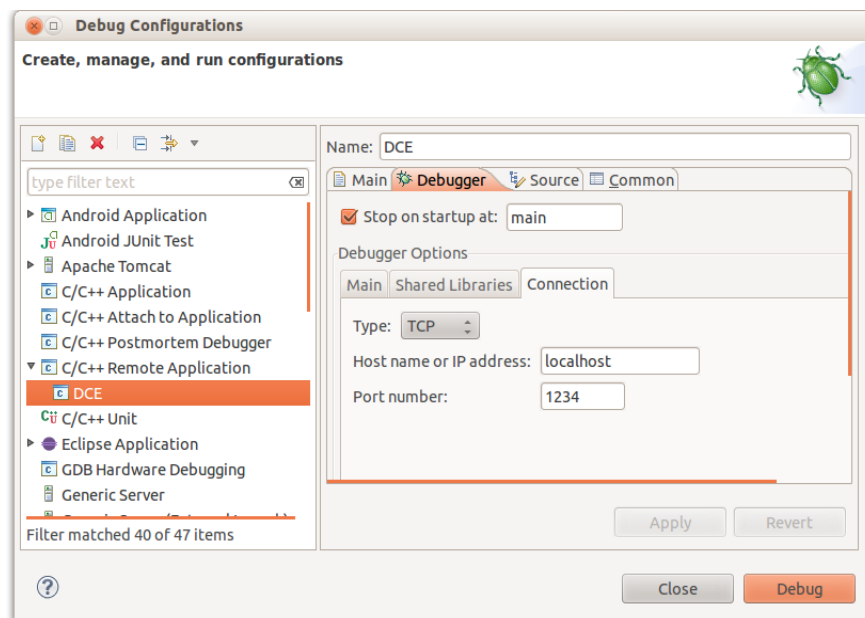 Debug Configurations
Create, manage, and run configurations
type filter text
Android Application
Android JUnit Test
Apache Tomcat
C/C++ Application
C/C++ Attach to Application
C/C++ Postmortem Debugger
C/C++ Remote Application
DCE
C/C++ Unit
Eclipse Application
GDB Hardware Debugging
Generic Server
Filter matched 40 of 47 items
Name: DCE
Main Debugger Source Common
Stop on startup at: main
Debugger Options
Main Shared Libraries Connection
Type: TCP
Host name or IP address: localhost
Port number: 1234
Apply Revert
Close Debug